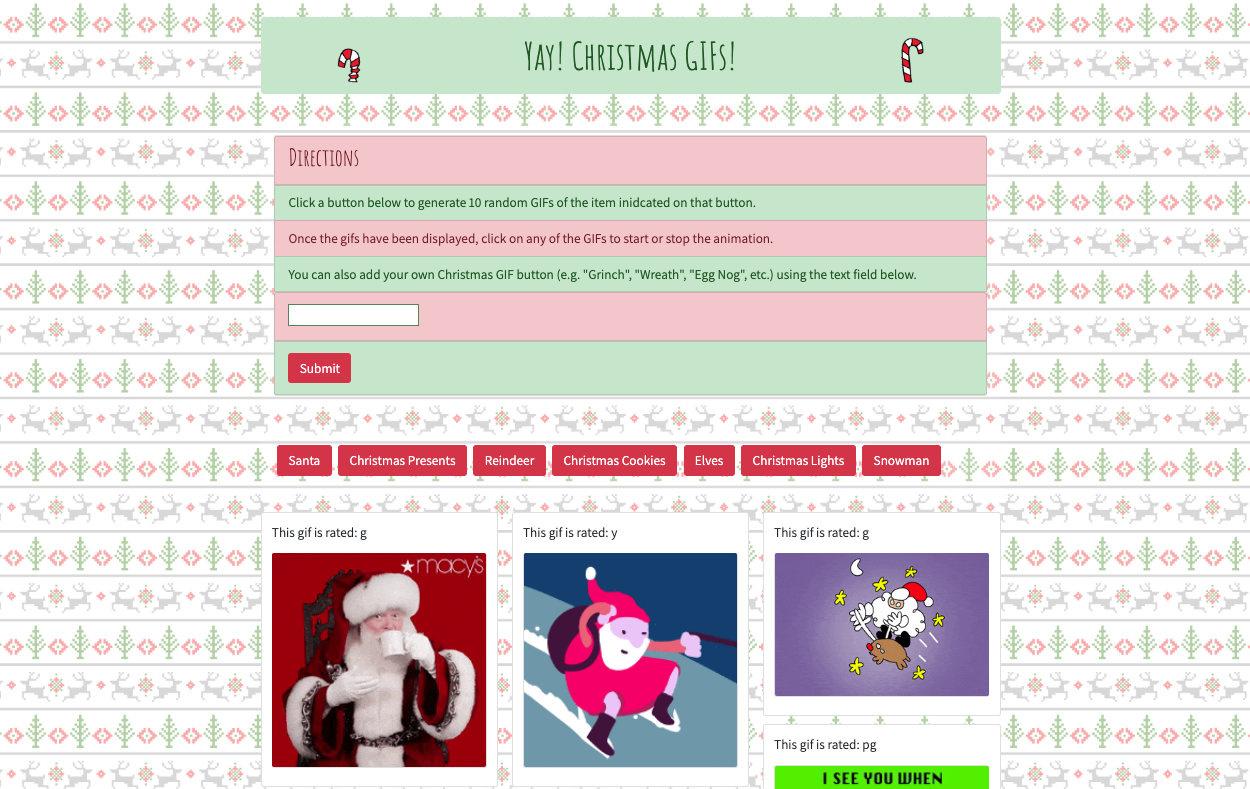 Yay! Christmas GIFs!
Directions
Click a button below to generate 10 random GIFs of the item inidcated on that button.
Once the gifs have been displayed, click on any of the GIFs to start or stop the animation.
You can also add your own Christmas GIF button (e.g. "Grinch", "Wreath", "Egg Nog", etc.) using the text field below.
Submit
Santa Christmas Presents Reindeer Christmas Cookies Elves Christmas Lights Snowman
This gif is rated: g
macy's
This gif is rated: y
This gif is rated: g
This gif is rated: pg
I SEE YOU WHEN